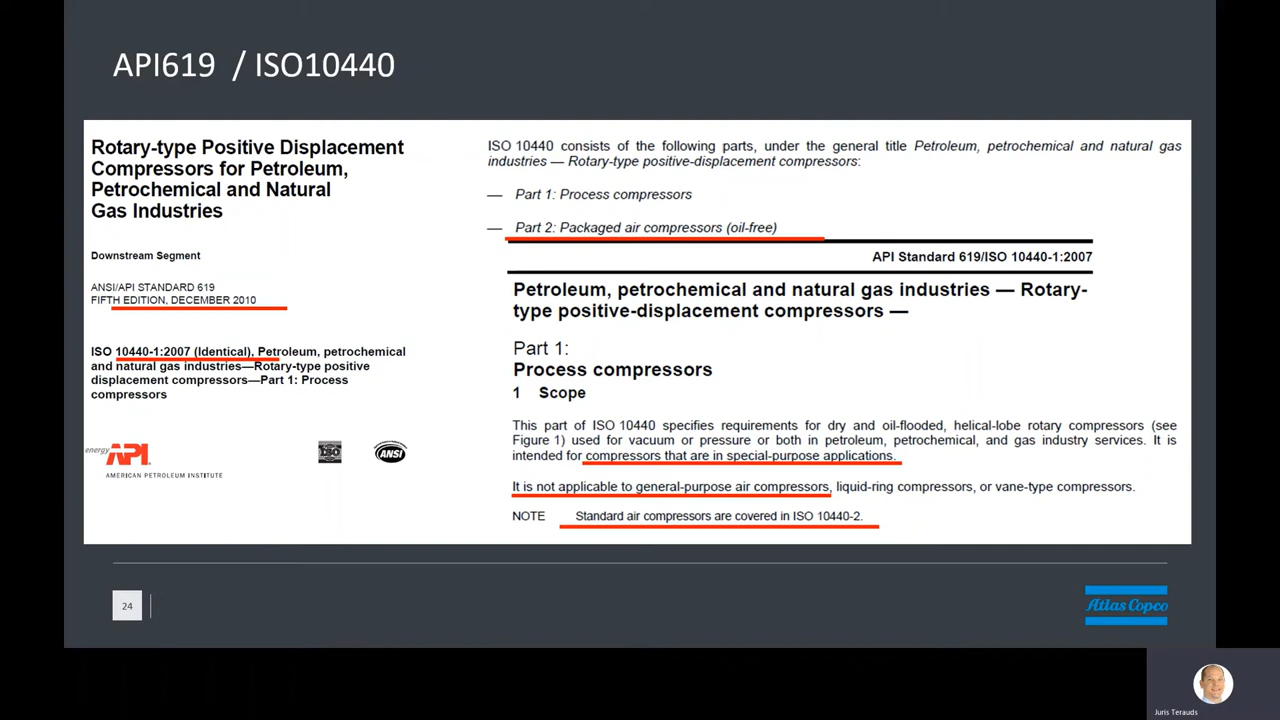 API619 / ISO10440
Rotary-type Positive Displacement
Compressors for Petroleum,
Petrochemical and Natural
Gas Industries
Downstream Segment
ANSI/API STANDARD 619
FIFTH EDITION, DECEMBER 2010
ISO 10440-1:2007 (Identical), Petroleum, petrochemical
and natural gas industries—Rotary-type positive
displacement compressors—Part 1: Process
compressors
energy API
AMERICAN PETROLEUM INSTITUTE
ISO
ANSI
ISO 10440 consists of the following parts, under the general title Petroleum, petrochemical and natural gas
industries — Rotary-type positive-displacement compressors:
— Part 1: Process compressors
— Part 2: Packaged air compressors (oil-free)
API Standard 619/ISO 10440-1:2007
Petroleum, petrochemical and natural gas industries — Rotary-
type positive-displacement compressors —
Part 1:
Process compressors
1 Scope
This part of ISO 10440 specifies requirements for dry and oil-flooded, helical-lobe rotary compressors (see
Figure 1) used for vacuum or pressure or both in petroleum, petrochemical, and gas industry services. It is
intended for compressors that are in special-purpose applications.
It is not applicable to general-purpose air compressors, liquid-ring compressors, or vane-type compressors.
NOTE Standard air compressors are covered in ISO 10440-2.
24
Atlas Copco
Juris Terauds